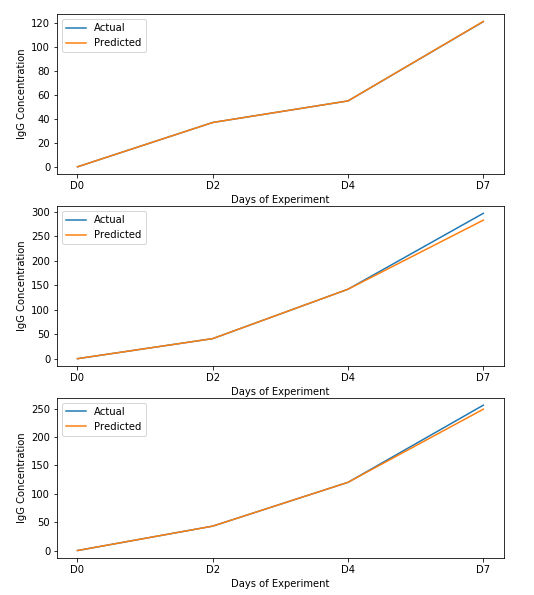 120
100
80
60
40
20
0
IgG Concentration
Actual
Predicted
D0 D2 D4 D7
Days of Experiment
300
250
200
150
100
50
0
IgG Concentration
Actual
Predicted
D0 D2 D4 D7
Days of Experiment
250
200
150
100
50
0
IgG Concentration
Actual
Predicted
D0 D2 D4 D7
Days of Experiment